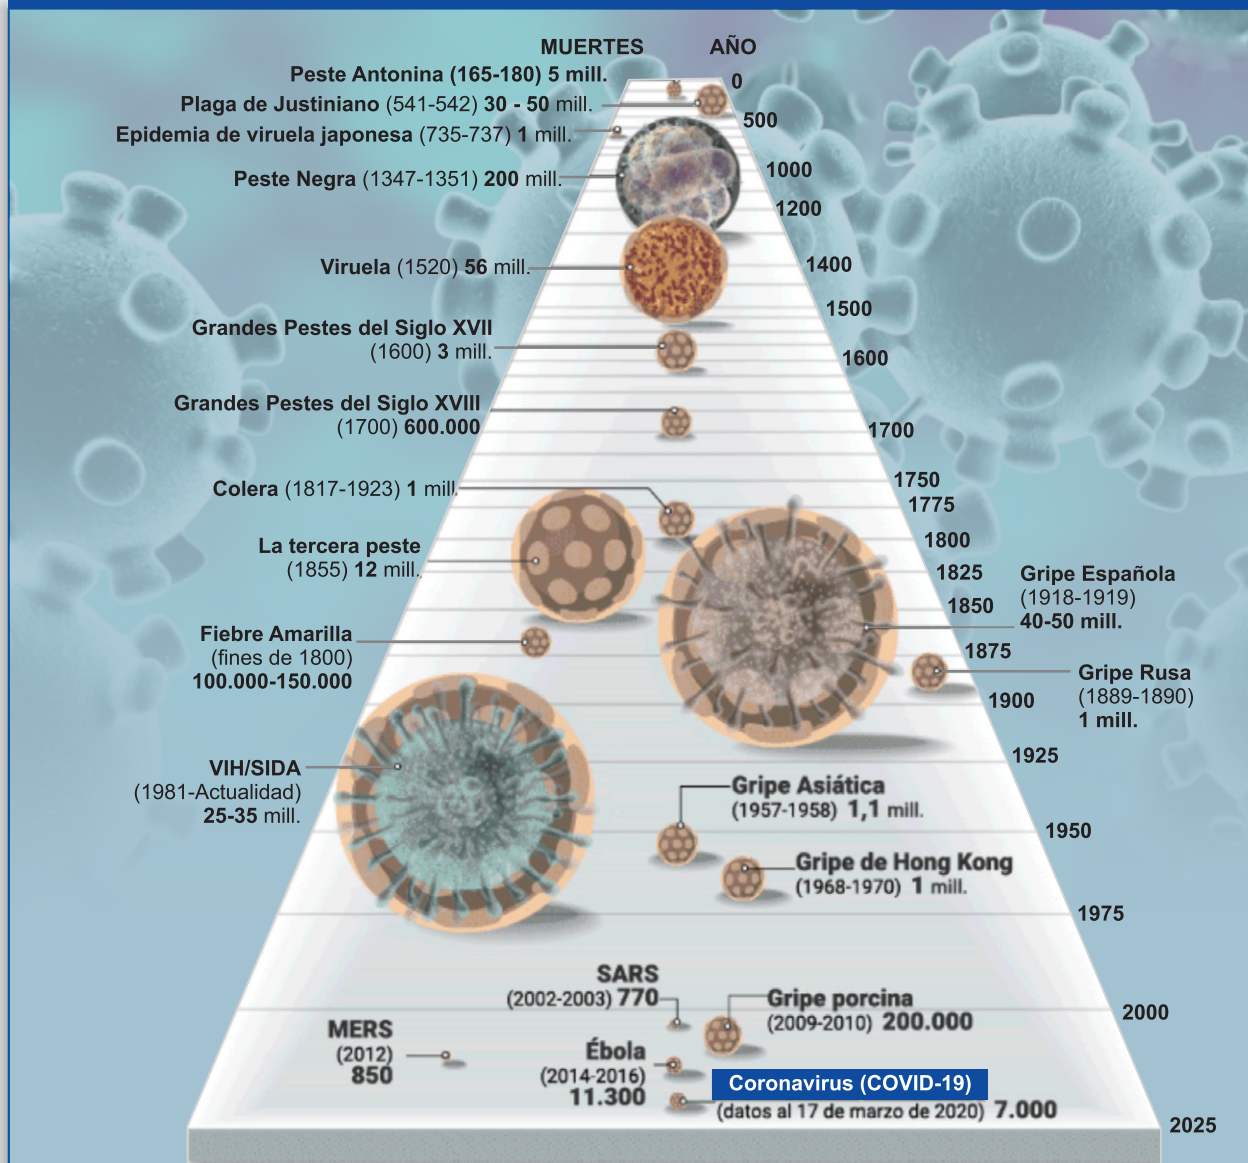 MUERTES AÑO
Peste Antonina (165-180) 5 mill.
0
Plaga de Justiniano (541-542) 30 - 50 mill.
500
Epidemia de viruela japonesa (735-737) 1 mill.
Peste Negra (1347-1351) 200 mill.
1000
1200
Viruela (1520) 56 mill.
1400
1500
Grandes Pestes del Siglo XVII
(1600) 3 mill.
1600
Grandes Pestes del Siglo XVIII
(1700) 600.000
1700
1750
Colera (1817-1923) 1 mill.
1775
1800
La tercera peste
(1855) 12 mill.
1825
Gripe Española
(1918-1919)
40-50 mill.
1850
Fiebre Amarilla
(fines de 1800)
100.000-150.000
1875
Gripe Rusa
(1889-1890)
1 mill.
1900
1925
VIH/SIDA
(1981-Actualidad)
25-35 mill.
Gripe Asiática
(1957-1958) 1,1 mill.
1950
Gripe de Hong Kong
(1968-1970) 1 mill.
1975
SARS
(2002-2003) 770
Gripe porcina
(2009-2010) 200.000
2000
MERS
(2012)
850
Ébola
(2014-2016)
11.300
Coronavirus (COVID-19)
(datos al 17 de marzo de 2020) 7.000
2025